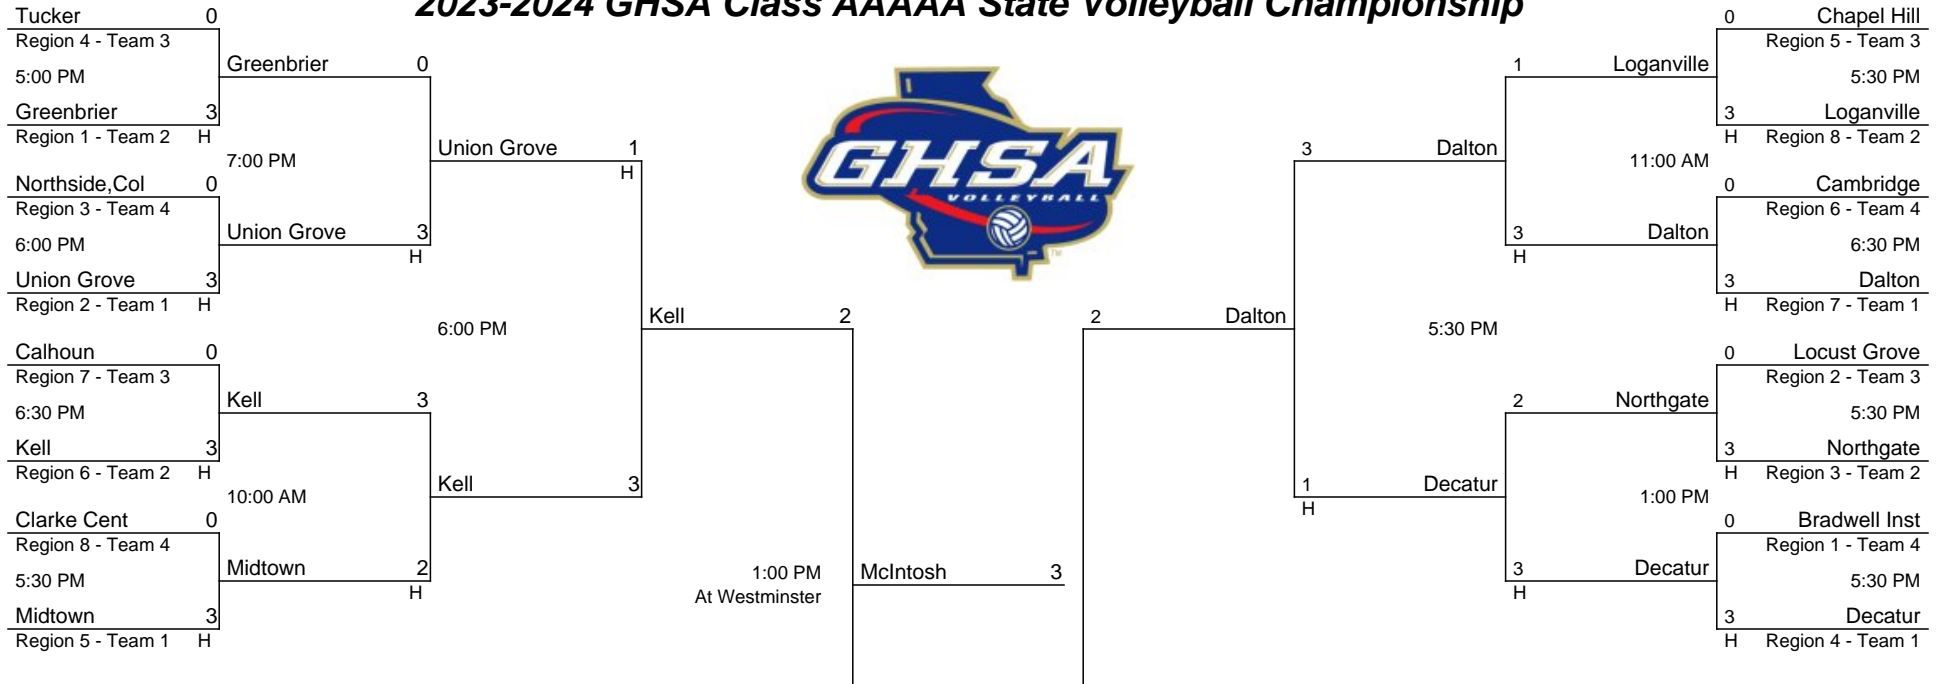 2023-2024 GHSA Class AAAAA State Volleyball Championship
Tucker 0
Region 4 - Team 3
5:00 PM
Greenbrier 3
Region 1 - Team 2 H
Northside,Col 0
Region 3 - Team 4
6:00 PM
Union Grove 3
Region 2 - Team 1 H
Calhoun 0
Region 7 - Team 3
6:30 PM
Kell 3
Region 6 - Team 2 H
Clarke Cent 0
Region 8 - Team 4
5:30 PM
Midtown 3
Region 5 - Team 1 H
Greenbrier 0
7:00 PM
Union Grove 3
H
Kell 3
10:00 AM
Midtown 2
H
Union Grove 1
H
6:00 PM
Kell 3
Kell 2
1:00 PM
At Westminster
McIntosh 3
GHSA
VOLLEYBALL
TM
2 Dalton
3 Dalton
5:30 PM
1 Decatur
H
1 Loganville
11:00 AM
3 Dalton
H
2 Northgate
1:00 PM
3 Decatur
H
0 Chapel Hill
Region 5 - Team 3
5:30 PM
3 Loganville
H Region 8 - Team 2
0 Cambridge
Region 6 - Team 4
6:30 PM
3 Dalton
H Region 7 - Team 1
0 Locust Grove
Region 2 - Team 3
5:30 PM
3 Northgate
H Region 3 - Team 2
0 Bradwell Inst
Region 1 - Team 4
5:30 PM
3 Decatur
H Region 4 - Team 1